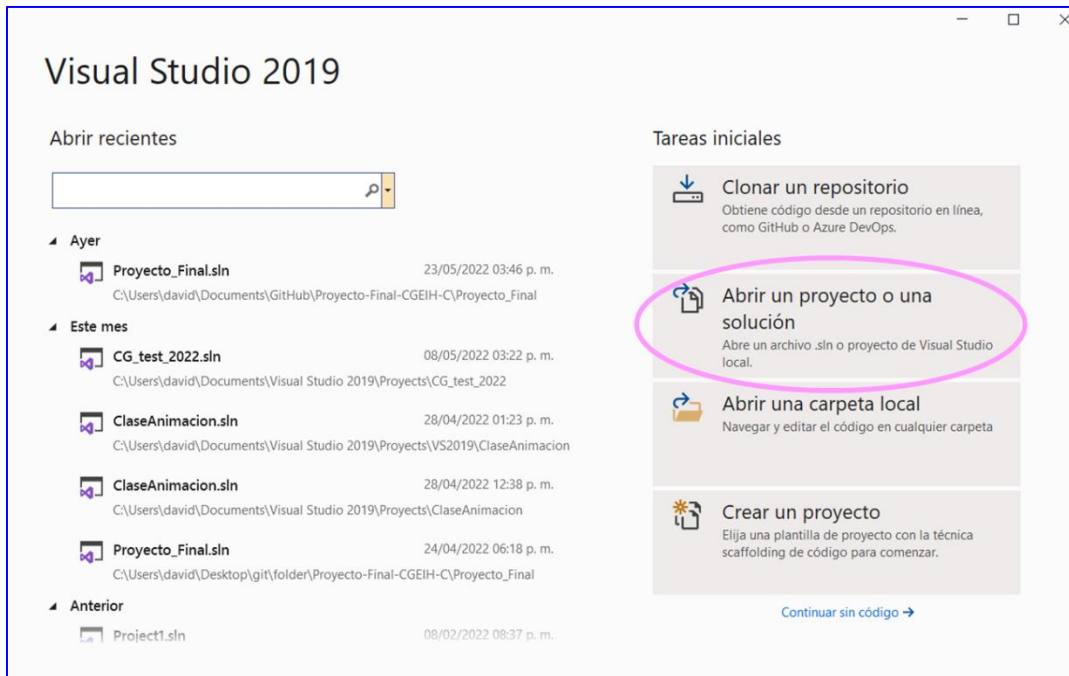 Visual Studio 2019
Abrir recientes
Ayer
Proyecto_Final.sln 23/05/2022 03:46 p. m.
C:\Users\david\Documents\GitHub\Proyecto-Final-CGEIH-C\Proyecto_Final
Este mes
CG_test_2022.sln 08/05/2022 03:22 p. m.
C:\Users\david\Documents\Visual Studio 2019\Projects\CG_test_2022
ClaseAnimacion.sln 28/04/2022 01:23 p. m.
C:\Users\david\Documents\Visual Studio 2019\Projects\VS2019\ClaseAnimacion
ClaseAnimacion.sln 28/04/2022 12:38 p. m.
C:\Users\david\Documents\Visual Studio 2019\Projects\ClaseAnimacion
Proyecto_Final.sln 24/04/2022 06:18 p. m.
C:\Users\david\Desktop\git\folder\Proyecto-Final-CGEIH-C\Proyecto_Final
Anterior
Project1.sln 08/02/2022 08:37 p. m.
Tareas iniciales
Clonar un repositorio
Obtiene código desde un repositorio en línea,
como GitHub o Azure DevOps.
Abrir un proyecto o una
solución
Abre un archivo .sln o proyecto de Visual Studio
local.
Abrir una carpeta local
Navegar y editar el código en cualquier carpeta
Crear un proyecto
Elija una plantilla de proyecto con la técnica
scaffolding de código para comenzar.
Continuar sin código →